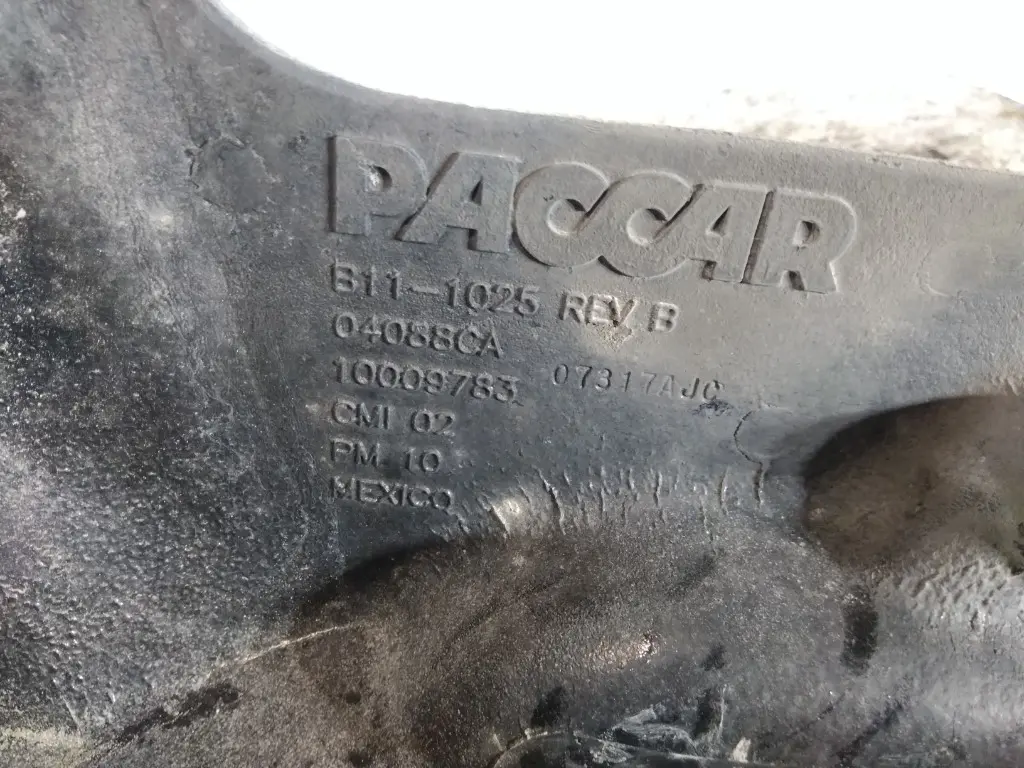 PACCAR
B11-1025 REV B
04088CA
10009783 07317AJC
CMI 02
PM 10
MEXICO